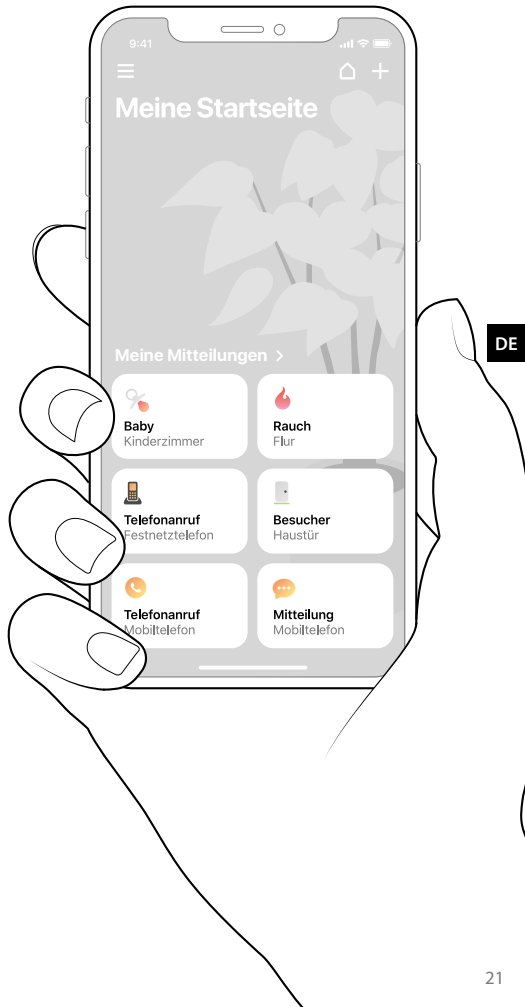 9:41
Meine Startseite
DE
Meine Mitteilungen >
Baby
Kinderzimmer
Rauch
Flur
Telefonanruf
Festnetztelefon
Besucher
Haustür
Telefonanruf
Mobiltelefon
Mitteilung
Mobiltelefon
21